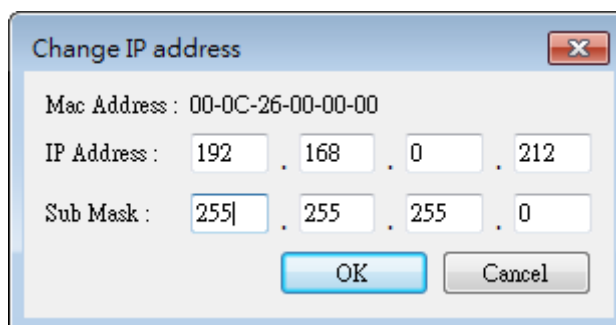 Change IP address
Mac Address : 00-0C-26-00-00-00
IP Address : 192 . 168 . 0 . 212
Sub Mask : 255 . 255 . 255 . 0
OK Cancel